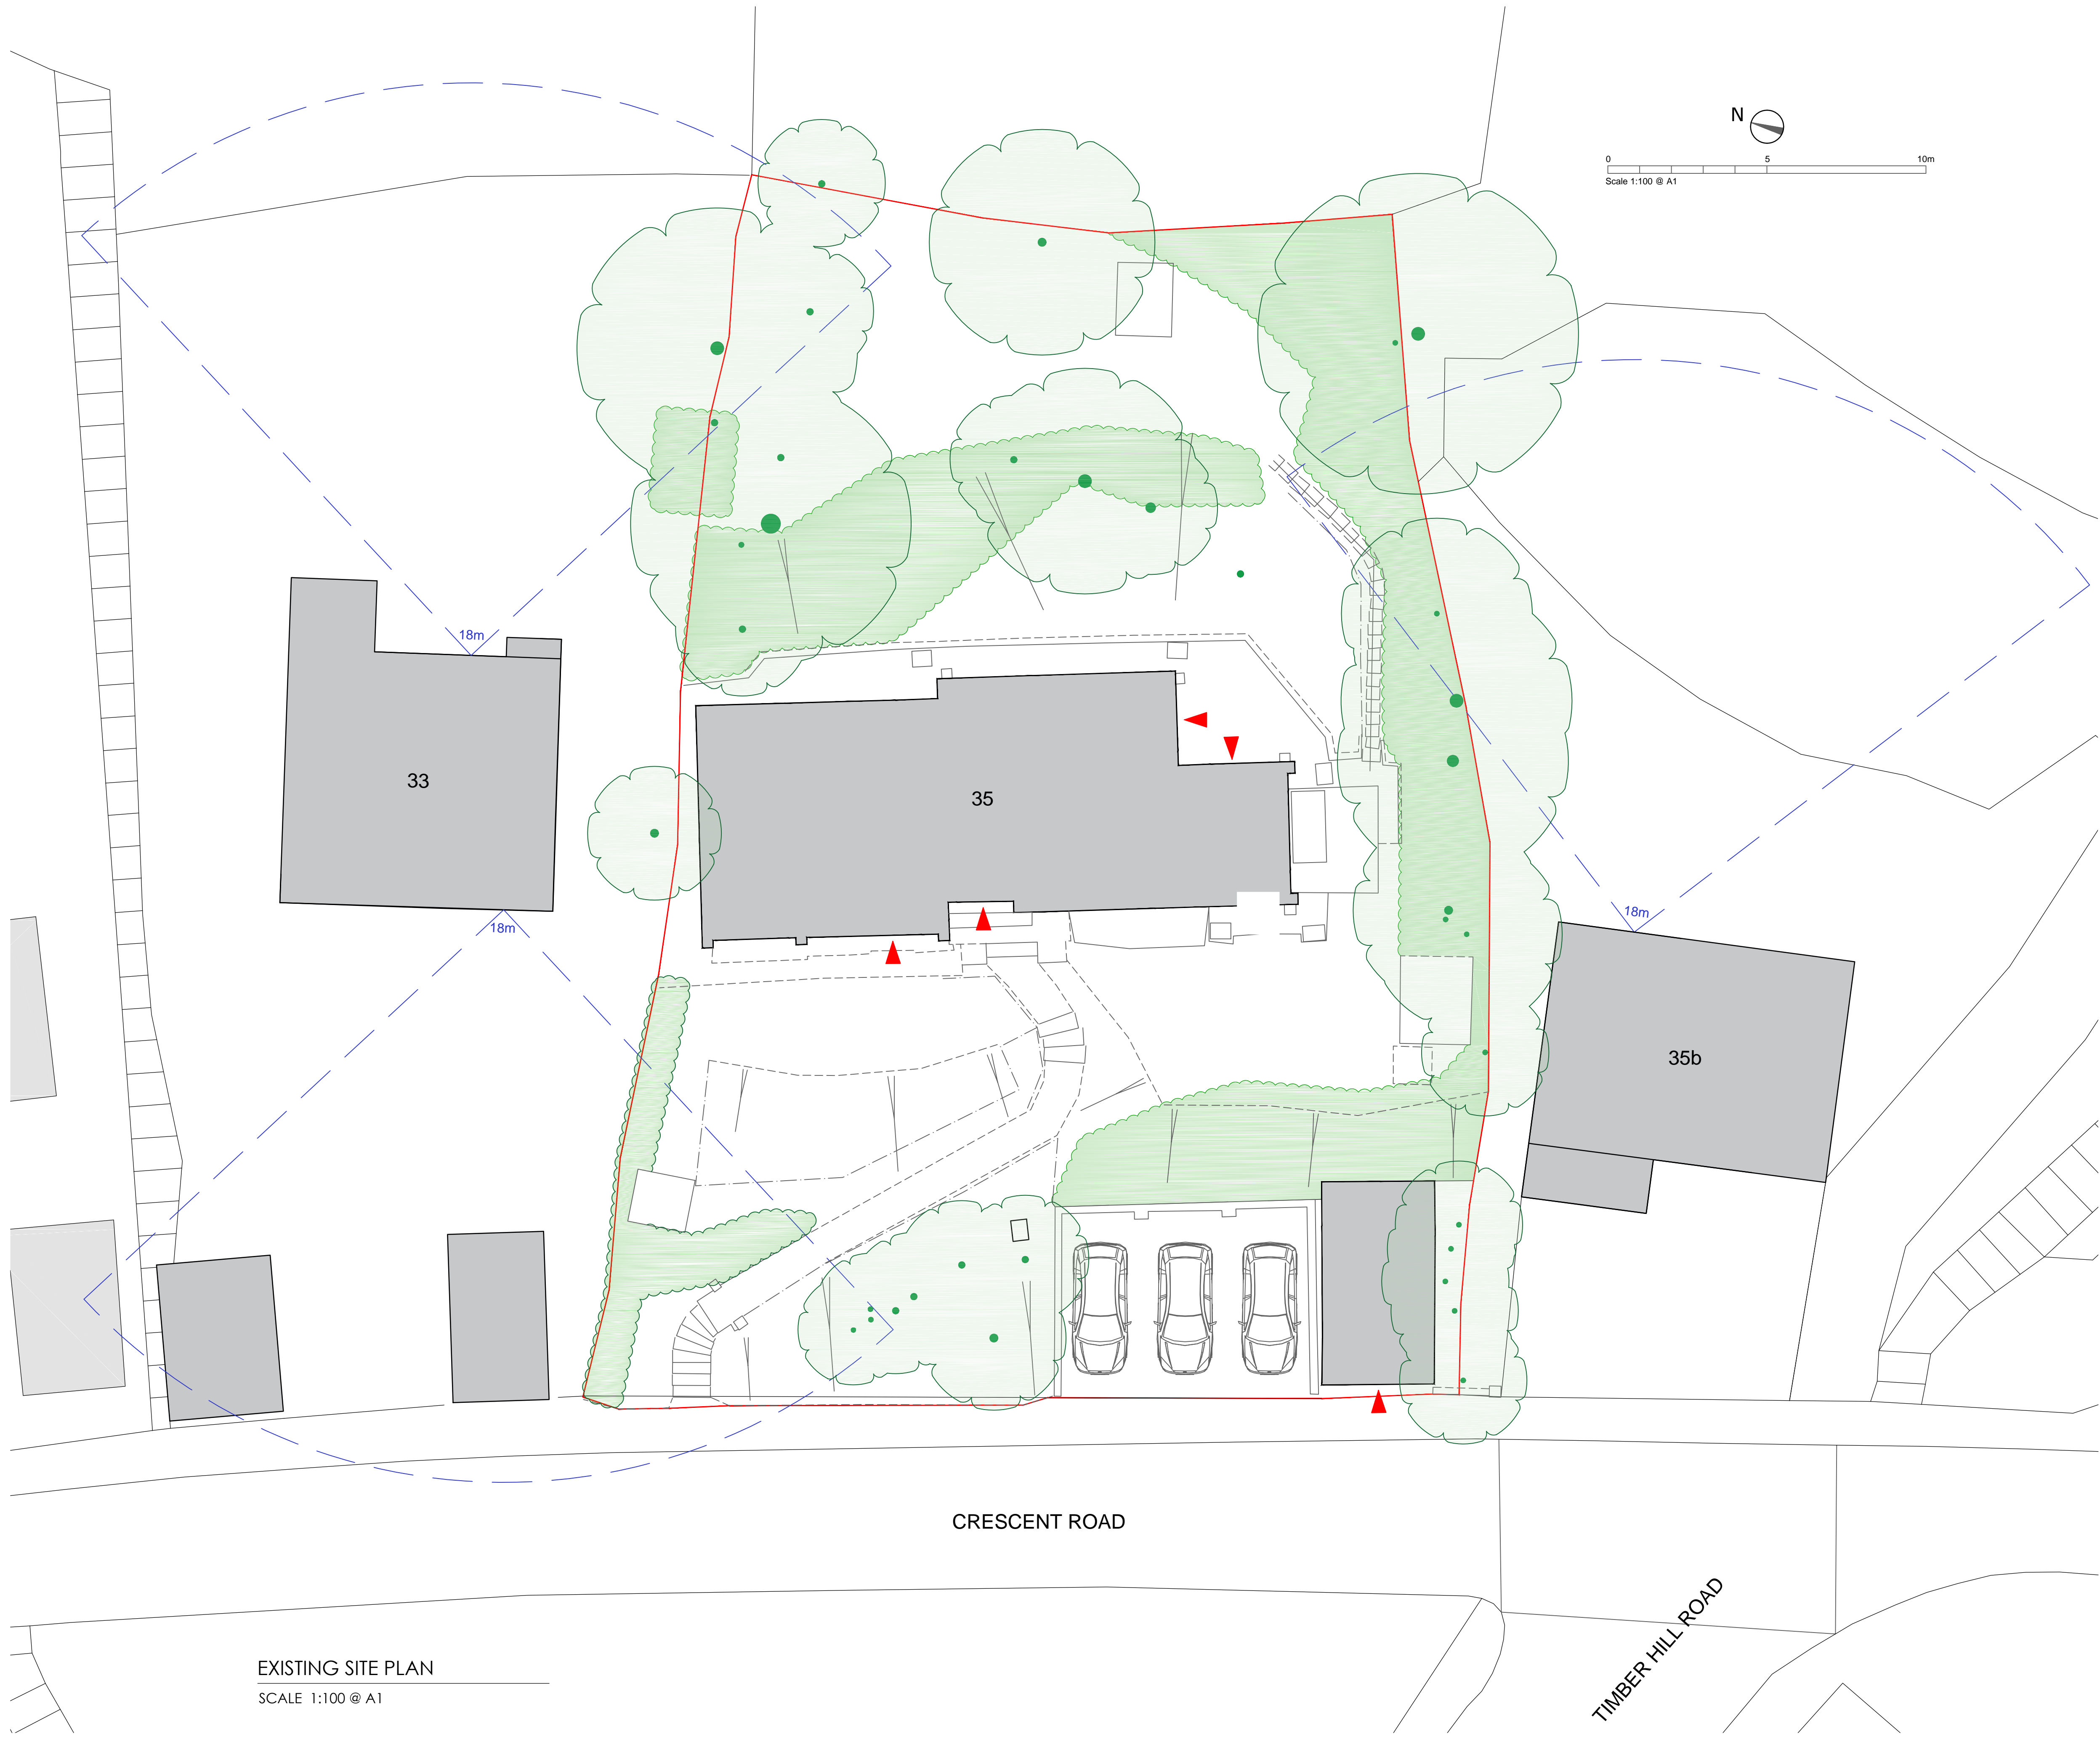 N
0 5 10m
Scale 1:100 @ A1
18m
33
35
18m
18m
35b
CRESCENT ROAD
TIMBER HILL ROAD
EXISTING SITE PLAN
SCALE 1:100 @ A1